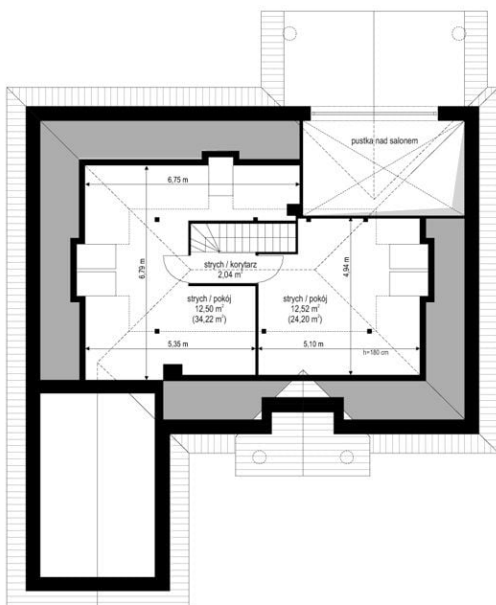 pustka nad salonem
6,75 m
6,79 m
4,94 m
strych / korytarz
2,04 m²
strych / pokój
12,50 m²
(34,22 m²)
strych / pokój
12,52 m²
(24,20 m²)
5,35 m
5,10 m
h=180 cm